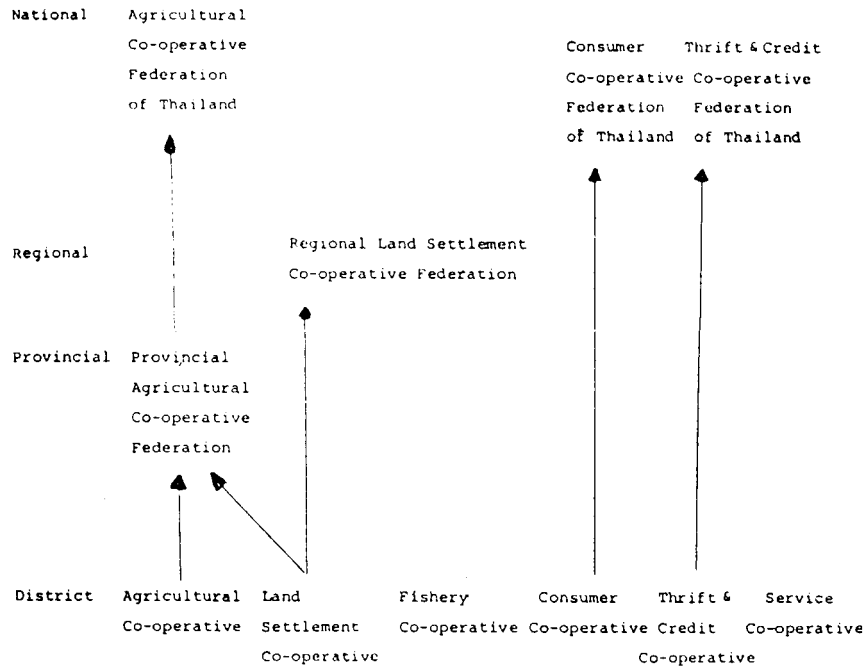 National Agricultural
Co-operative
Federation
of Thailand
Consumer Thrift & Credit
Co-operative Co-operative
Federation Federation
of Thailand of Thailand
Regional
Regional Land Settlement
Co-operative Federation
Provincial Provincial
Agricultural
Co-operative
Federation
District Agricultural Land Fishery Consumer Thrift & Service
Co-operative Settlement Co-operative Co-operative Credit Co-operative
Co-operative Co-operative